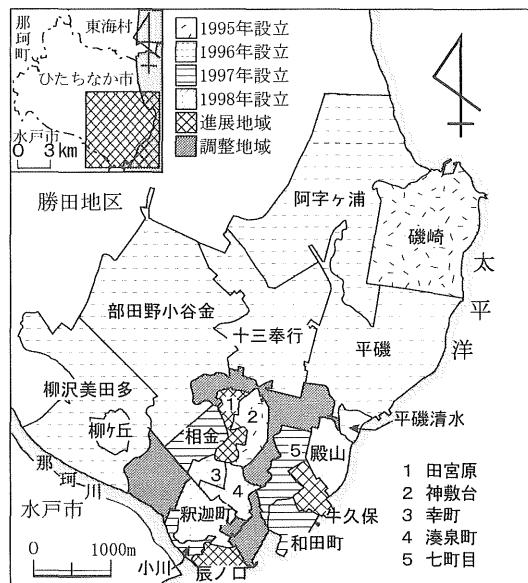 那珂町
東海村
ひたちなか市
水戸市
0 3 km
1995年設立
1996年設立
1997年設立
1998年設立
進展地域
調整地域
勝田地区
阿字ヶ浦
磯崎
太平洋
部田野小谷金
十三奉行
平磯
柳沢美田多
柳ヶ丘
相金
1
2
平磯清水
殿山
5
3
4
那珂川
水戸市
釈迦町
牛久保
和田町
小川
辰ノ口
0 1000m
1 田宮原
2 神敷台
3 幸町
4 湊泉町
5 七町目